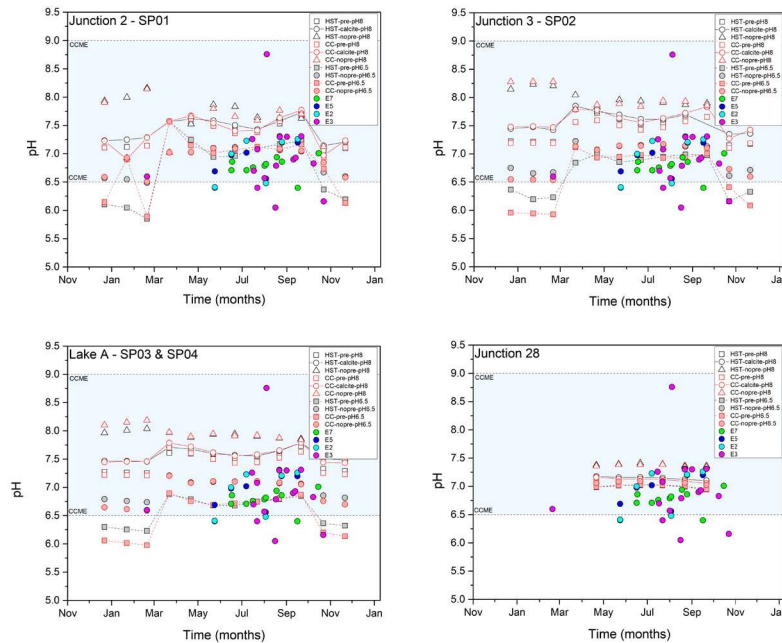 Junction 2 - SP01
9.5
9.0
8.5
8.0
7.5
7.0
6.5
6.0
5.5
5.0
pH
CCME
CCME
HST-pre-pH8
HST-calcite-pH8
HST-nopre-pH8
CC-pre-pH8
CC-calcite-pH8
CC-nopre-pH8
HST-pre-pH6.5
HST-nopre-pH6.5
CC-pre-pH6.5
CC-nopre-pH6.5
E7
E5
E2
E3
Nov Jan Mar May Jul Sep Nov Jan
Time (months)
Junction 3 - SP02
9.5
9.0
8.5
8.0
7.5
7.0
6.5
6.0
5.5
5.0
pH
CCME
CCME
HST-pre-pH8
HST-calcite-pH8
HST-nopre-pH8
CC-pre-pH8
CC-calcite-pH8
CC-nopre-pH8
HST-pre-pH6.5
HST-nopre-pH6.5
CC-pre-pH6.5
CC-nopre-pH6.5
E7
E5
E2
E3
Nov Jan Mar May Jul Sep Nov
Time (months)
Lake A - SP03 & SP04
9.5
9.0
8.5
8.0
7.5
7.0
6.5
6.0
5.5
5.0
pH
CCME
CCME
HST-pre-pH8
HST-calcite-pH8
HST-nopre-pH8
CC-pre-pH8
CC-calcite-pH8
CC-nopre-pH8
HST-pre-pH6.5
HST-nopre-pH6.5
CC-pre-pH6.5
CC-nopre-pH6.5
E7
E5
E2
E3
Nov Jan Mar May Jul Sep Nov Jan
Time (months)
Junction 28
9.5
9.0
8.5
8.0
7.5
7.0
6.5
6.0
5.5
5.0
pH
CCME
CCME
HST-pre-pH8
HST-calcite-pH8
HST-nopre-pH8
CC-pre-pH8
CC-calcite-pH8
CC-nopre-pH8
HST-pre-pH6.5
HST-nopre-pH6.5
CC-pre-pH6.5
CC-nopre-pH6.5
E7
E5
E2
E3
Nov Jan Mar May Jul Sep Nov
Time (months)